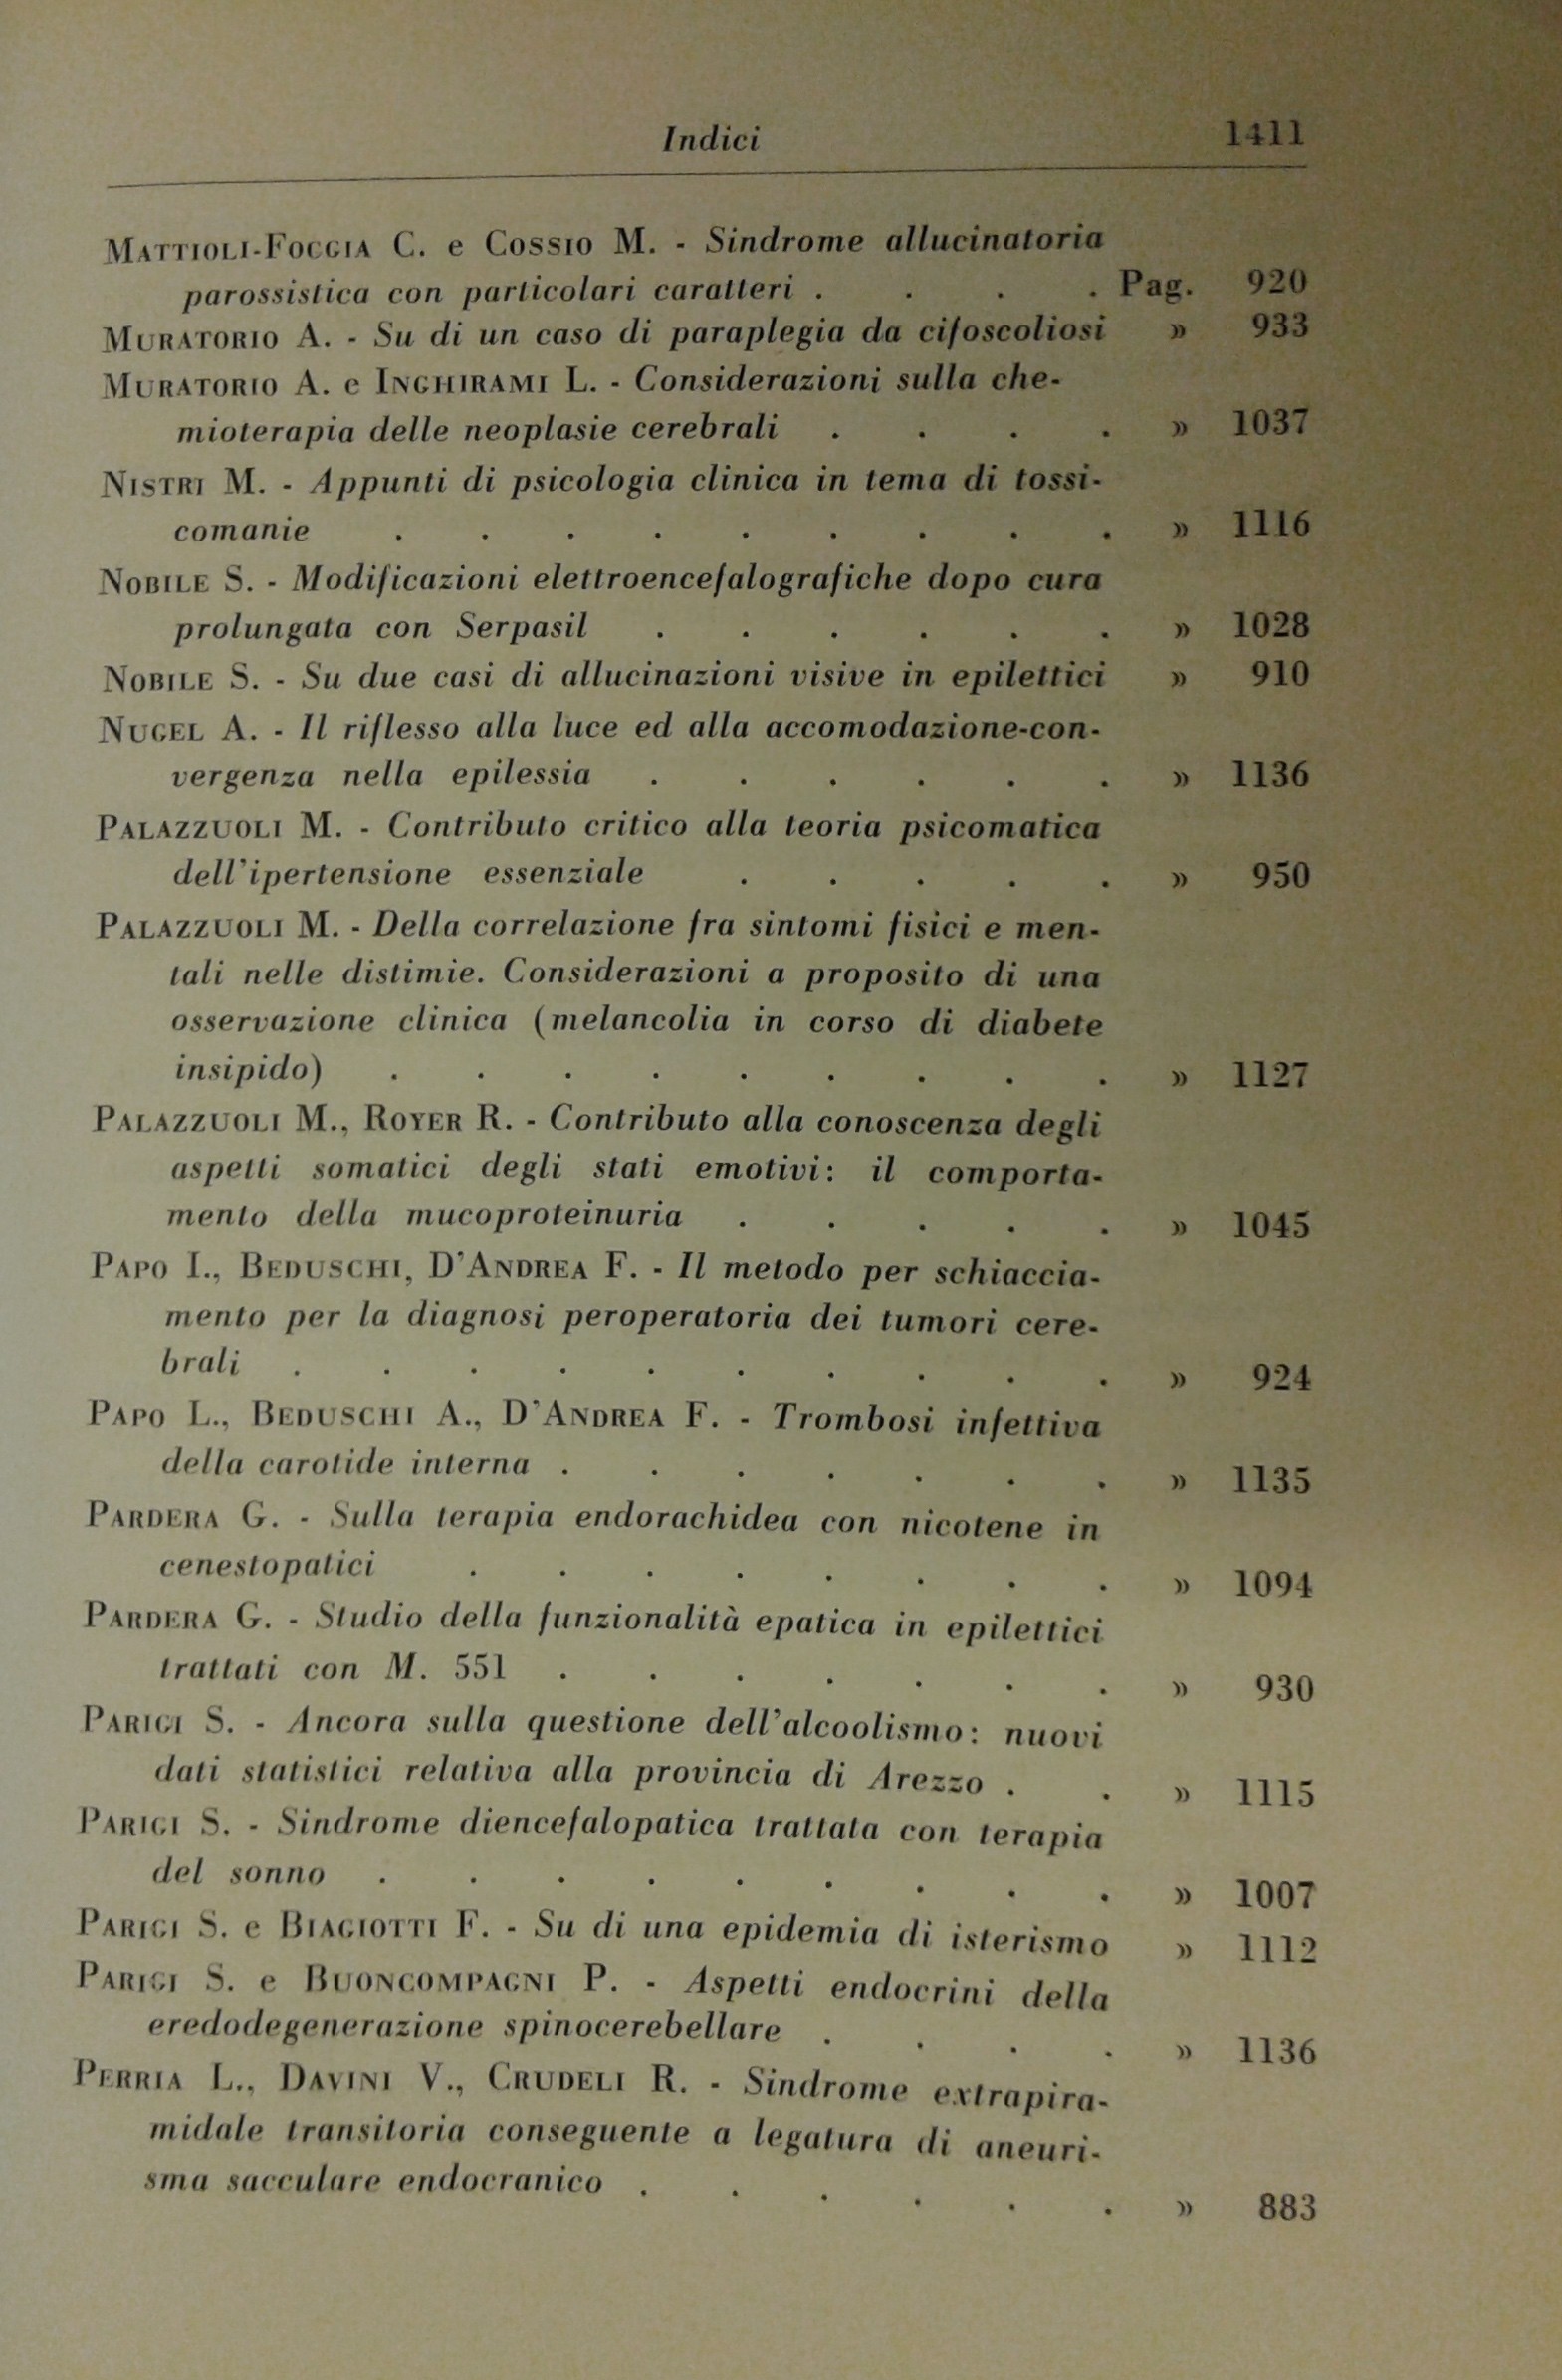 Indici 1411
MATTIOLI-FOGGIA C. e COSSIO M. - Sindrome allucinatoria
parossistica con particolari caratteri . . . . Pag. 920
MURATORIO A. - Su di un caso di paraplegia da cifoscoliosi » 933
MURATORIO A. e INGHIRAMI L. - Considerazioni sulla che-
mioterapia delle neoplasie cerebrali . . . . » 1037
NISTRI M. - Appunti di psicologia clinica in tema di tossi-
comanie . . . . . . . . . » 1116
NOBILE S. - Modificazioni elettroencefalografiche dopo cura
prolungata con Serpasil . . . . . . » 1028
NOBILE S. - Su due casi di allucinazioni visive in epilettici » 910
NUGEL A. - Il riflesso alla luce ed alla accomodazione-con-
vergenza nella epilessia . . . . . . » 1136
PALAZZUOLI M. - Contributo critico alla teoria psicomatica
dell'ipertensione essenziale . . . . . » 950
PALAZZUOLI M. - Della correlazione fra sintomi fisici e men-
tali nelle distimie. Considerazioni a proposito di una
osservazione clinica (melancolia in corso di diabete
insipido) . . . . . . . . . » 1127
PALAZZUOLI M., ROYER R. - Contributo alla conoscenza degli
aspetti somatici degli stati emotivi: il comporta-
mento della mucoproteinuria . . . . . » 1045
PAPO I., BEDUSCHI, D'ANDREA F. - Il metodo per schiaccia-
mento per la diagnosi peroperatoria dei tumori cere-
brali . . . . . . . . . . » 924
PAPO L., BEDUSCHI A., D'ANDREA F. - Trombosi infettiva
della carotide interna . . . . . . . » 1135
PARDERA G. - Sulla terapia endorachidea con nicotene in
cenestopatici . . . . . . . . » 1094
PARDERA G. - Studio della funzionalità epatica in epilettici
trattati con M. 551 . . . . . . . » 930
PARIGI S. - Ancora sulla questione dell'alcoolismo: nuovi
dati statistici relativa alla provincia di Arezzo . . » 1115
PARIGI S. - Sindrome diencefalopatica trattata con terapia
del sonno . . . . . . . . . » 1007
PARIGI S. e BIAGIOTTI F. - Su di una epidemia di isterismo » 1112
PARIGI S. e BUONCOMPAGNI P. - Aspetti endocrini della
eredodegenerazione spinocerebellare . . . . » 1136
PERRIA L., DAVINI V., CRUDELI R. - Sindrome extrapira-
midale transitoria conseguente a legatura di aneuri-
sma sacculare endocranico . . . . . . » 883